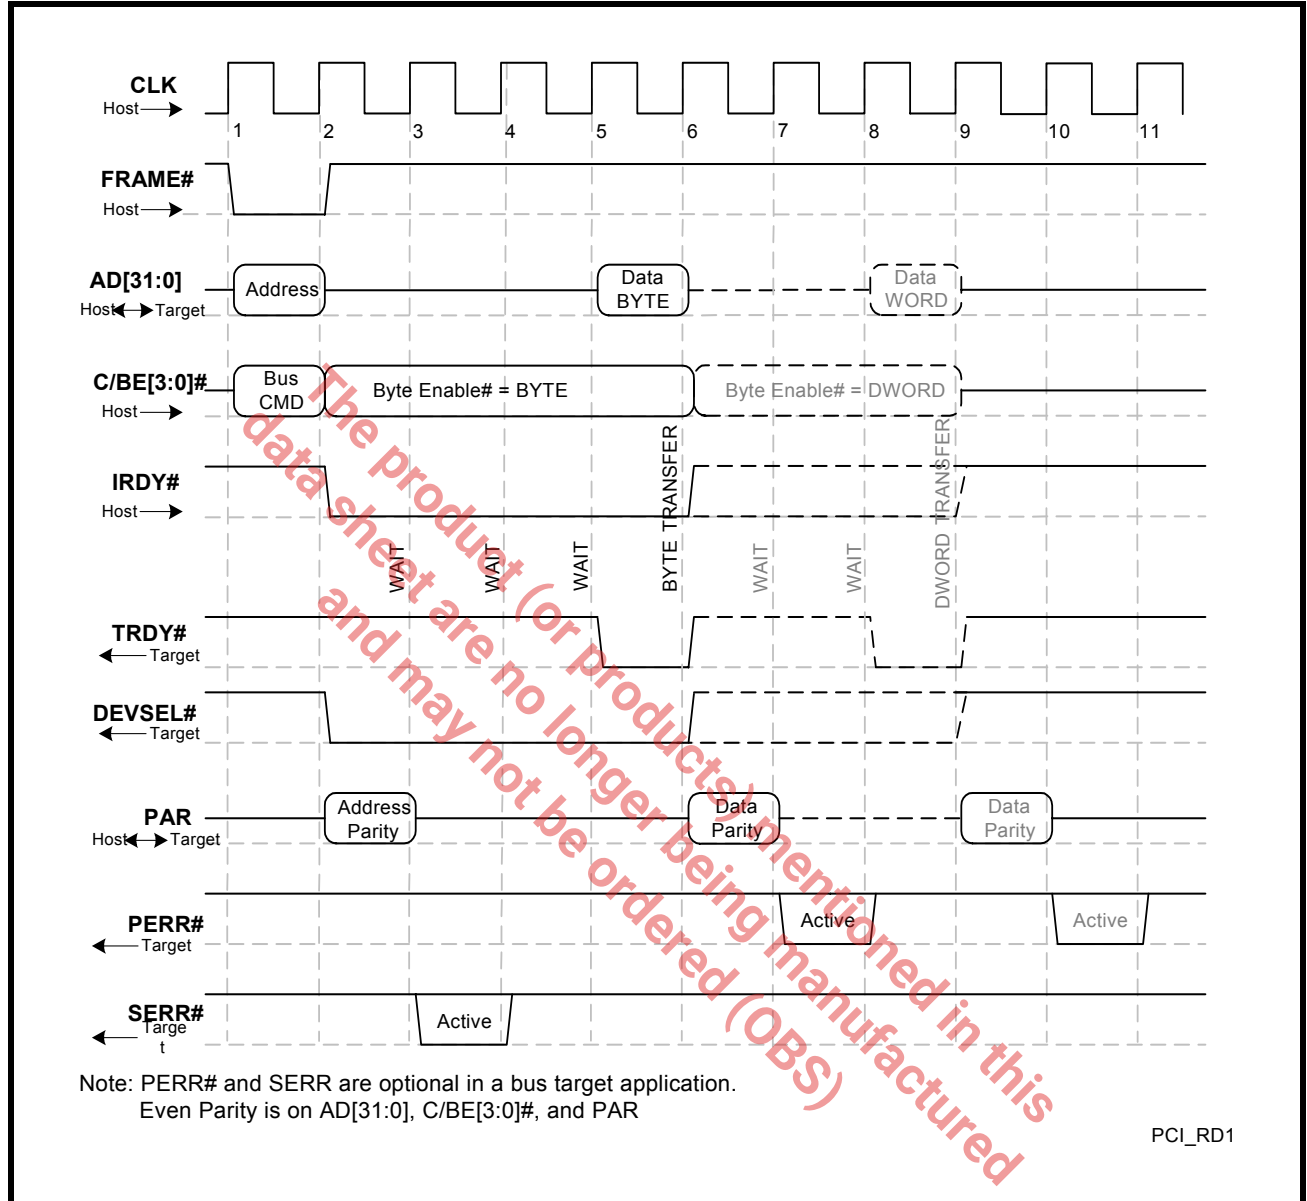 CLK
Host
1 2 3 4 5 6 7 8 9 10 11
FRAME#
Host
AD[31:0]
Host Target
Address
Data
BYTE
Data
WORD
C/BE[3:0]#
Host
Bus
CMD
Byte Enable# = BYTE
Byte Enable# = DWORD
IRDY#
Host
WAIT
WAIT
WAIT
BYTE TRANSFER
WAIT
WAIT
DWORD TRANSFER
TRDY#
Target
DEVSEL#
Target
PAR
Host Target
Address
Parity
Data
Parity
Data
Parity
PERR#
Target
Active
Active
SERR#
Targe
t
Active
Note: PERR# and SERR are optional in a bus target application.
Even Parity is on AD[31:0], C/BE[3:0]#, and PAR
PCI_RD1
The product (or products) mentioned in this
data sheet are no longer being manufactured
and may not be ordered (OBS)